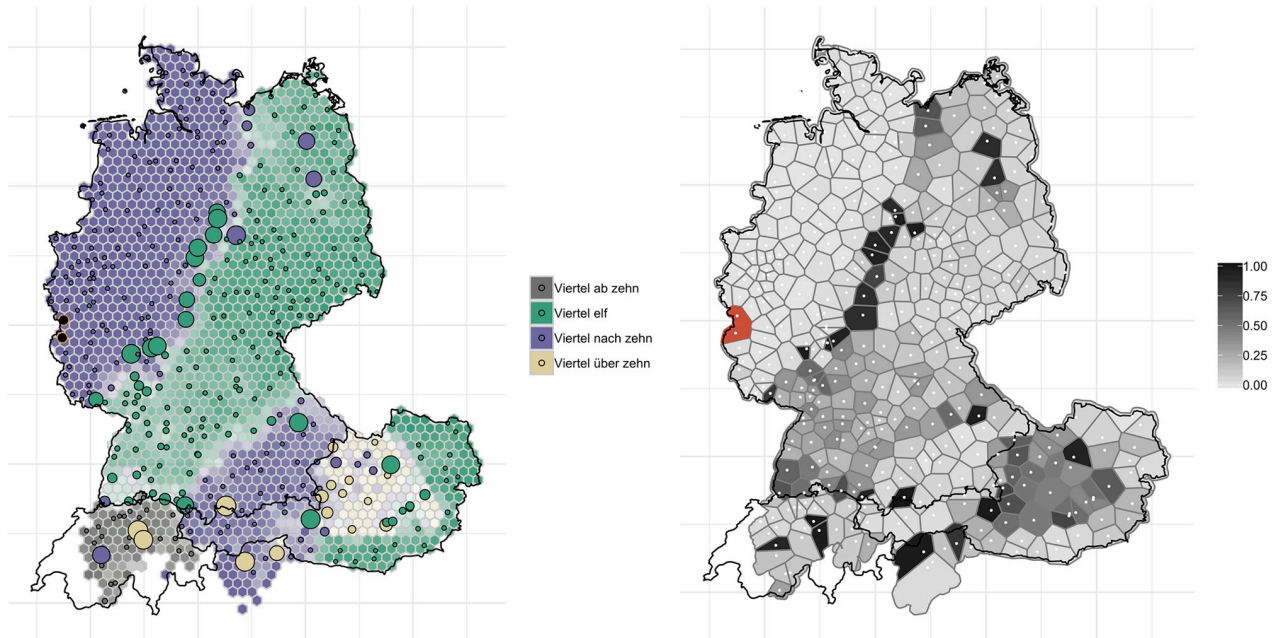 Viertel ab zehn
Viertel elf
Viertel nach zehn
Viertel über zehn
1.00
0.75
0.50
0.25
0.00